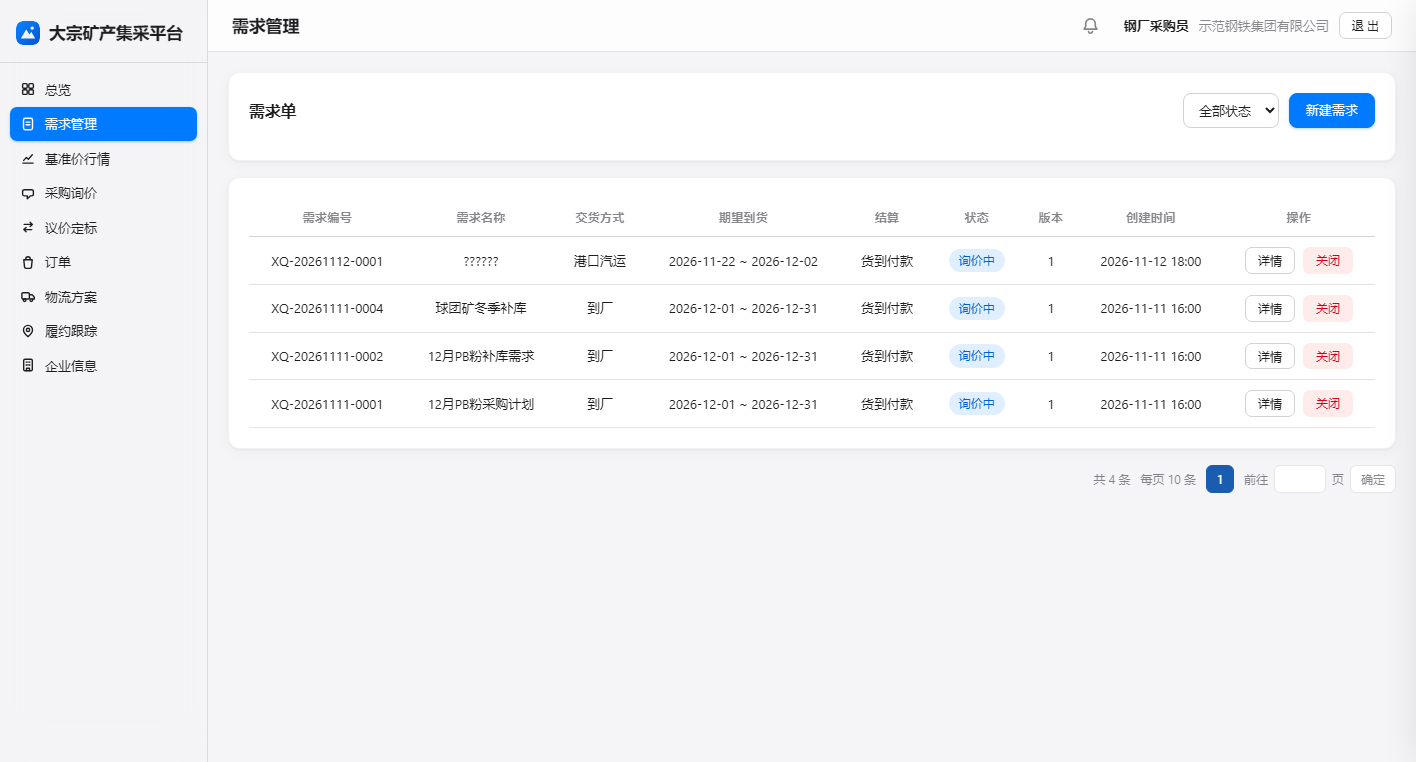 大宗矿产集采平台
总览
需求管理
基准价行情
采购询价
议价定标
订单
物流方案
履约跟踪
企业信息
需求管理
钢厂采购员 示范钢铁集团有限公司 退 出
需求单 全部状态 新建需求
需求编号 需求名称 交货方式 期望到货 结算 状态 版本 创建时间 操作
XQ-20261112-0001 ?????? 港口汽运 2026-11-22 ~ 2026-12-02 货到付款 询价中 1 2026-11-12 18:00 详情 关闭
XQ-20261111-0004 球团矿冬季补库 到厂 2026-12-01 ~ 2026-12-31 货到付款 询价中 1 2026-11-11 16:00 详情 关闭
XQ-20261111-0002 12月PB粉补库需求 到厂 2026-12-01 ~ 2026-12-31 货到付款 询价中 1 2026-11-11 16:00 详情 关闭
XQ-20261111-0001 12月PB粉采购计划 到厂 2026-12-01 ~ 2026-12-31 货到付款 询价中 1 2026-11-11 16:00 详情 关闭
共 4 条 每页 10 条 1 前往 页 确定